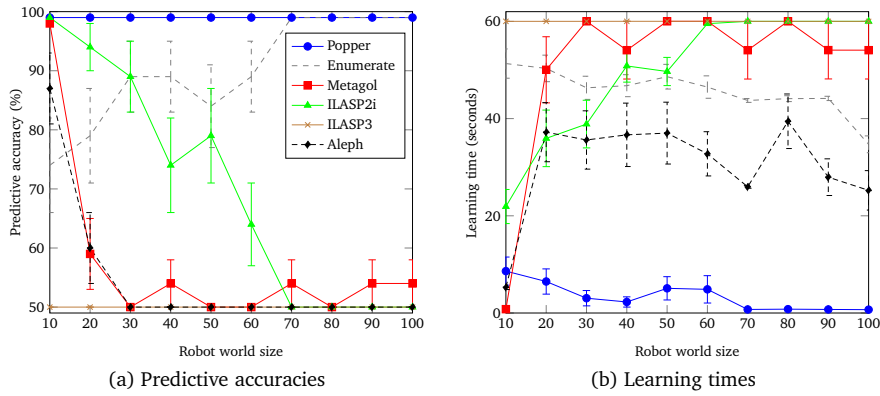 100
90
80
70
60
50
10 20 30 40 50 60 70 80 90 100
Predictive accuracy (%)
Robot world size
Popper
Enumerate
Metagol
ILASP2i
ILASP3
Aleph
(a) Predictive accuracies
60
40
20
0
10 20 30 40 50 60 70 80 90 100
Learning time (seconds)
Robot world size
(b) Learning times